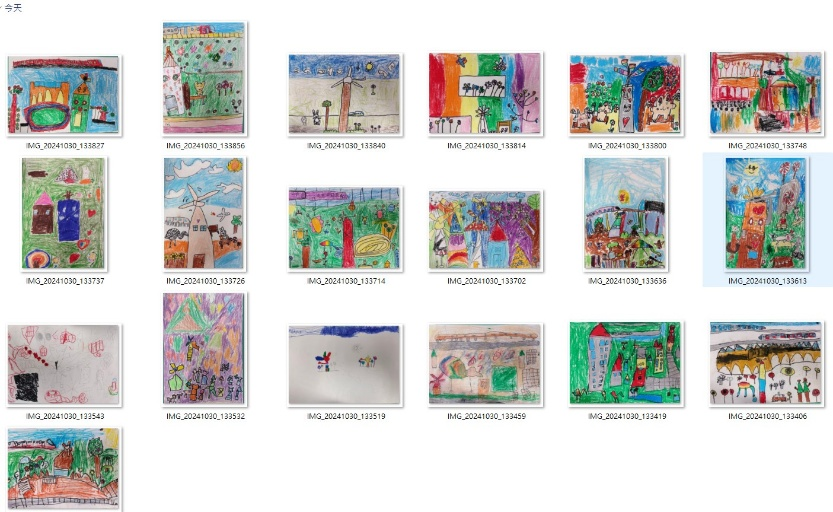 今天
IMG_20241030_133827
IMG_20241030_133856
IMG_20241030_133840
IMG_20241030_133814
IMG_20241030_133800
IMG_20241030_133748
IMG_20241030_133737
IMG_20241030_133726
IMG_20241030_133714
IMG_20241030_133702
IMG_20241030_133636
IMG_20241030_133613
IMG_20241030_133543
IMG_20241030_133532
IMG_20241030_133519
IMG_20241030_133459
IMG_20241030_133419
IMG_20241030_133406